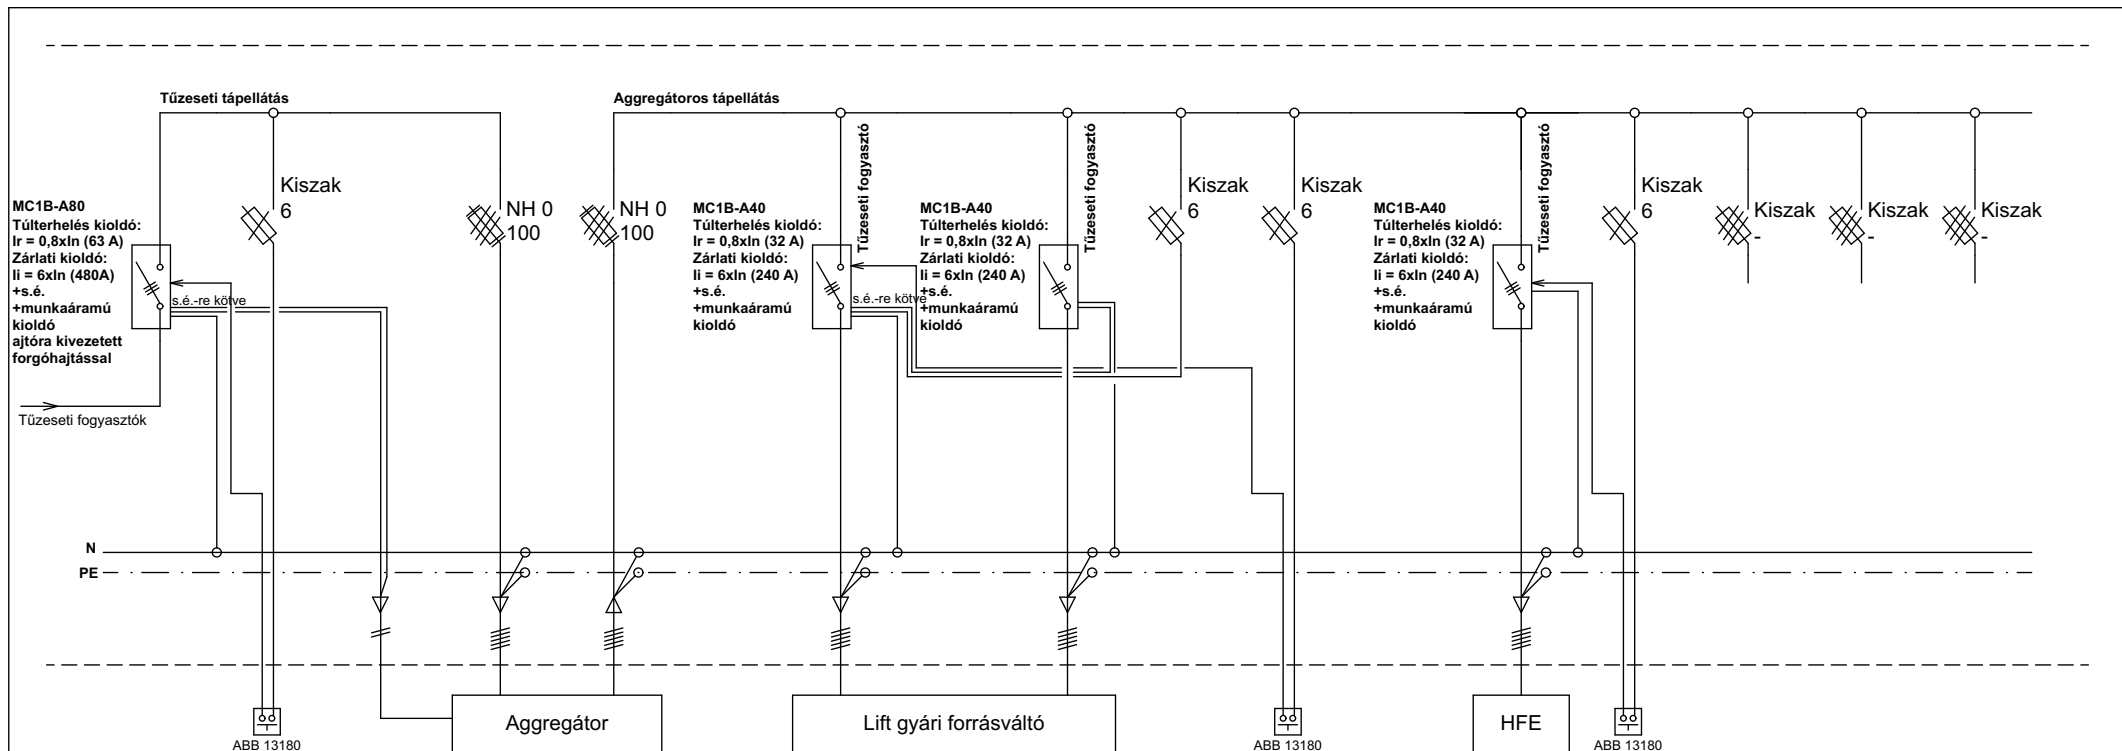 Tűzeseti tápellátás
Aggregátoros tápellátás
MC1B-A80
Túlterhelés kioldó:
Ir = 0,8xIn (63 A)
Zárlati kioldó:
Ii = 6xIn (480A)
+s.é.
+munkaáramú
kioldó
ajtóra kivezetett
forgóhajtással
s.é.-re kötve
Tűzeseti fogyasztók
Kiszak
6
NH 0
100
NH 0
100
MC1B-A40
Túlterhelés kioldó:
Ir = 0,8xIn (32 A)
Zárlati kioldó:
Ii = 6xIn (240 A)
+s.é.
+munkaáramú
kioldó
s.é.-re kötve
Tűzeseti fogyasztó
MC1B-A40
Túlterhelés kioldó:
Ir = 0,8xIn (32 A)
Zárlati kioldó:
Ii = 6xIn (240 A)
+s.é.
+munkaáramú
kioldó
Tűzeseti fogyasztó
Kiszak
6
Kiszak
6
MC1B-A40
Túlterhelés kioldó:
Ir = 0,8xIn (32 A)
Zárlati kioldó:
Ii = 6xIn (240 A)
+s.é.
+munkaáramú
kioldó
Tűzeseti fogyasztó
Kiszak
6
Kiszak
-
Kiszak
-
Kiszak
-
N
PE
ABB 13180
Aggregátor
Lift gyári forrásváltó
ABB 13180
HFE
ABB 13180